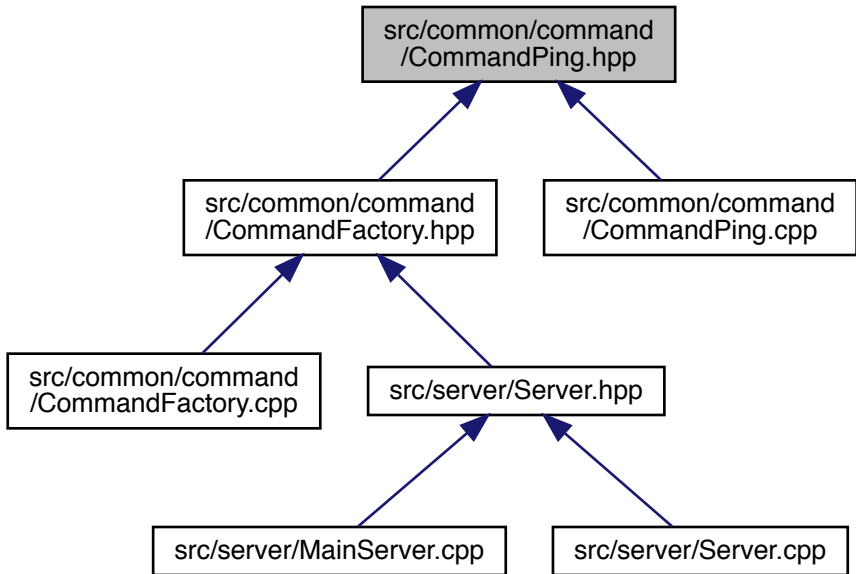 src/common/command
/CommandPing.hpp
src/common/command
/CommandFactory.hpp
src/common/command
/CommandPing.cpp
src/common/command
/CommandFactory.cpp
src/server/Server.hpp
src/server/MainServer.cpp
src/server/Server.cpp